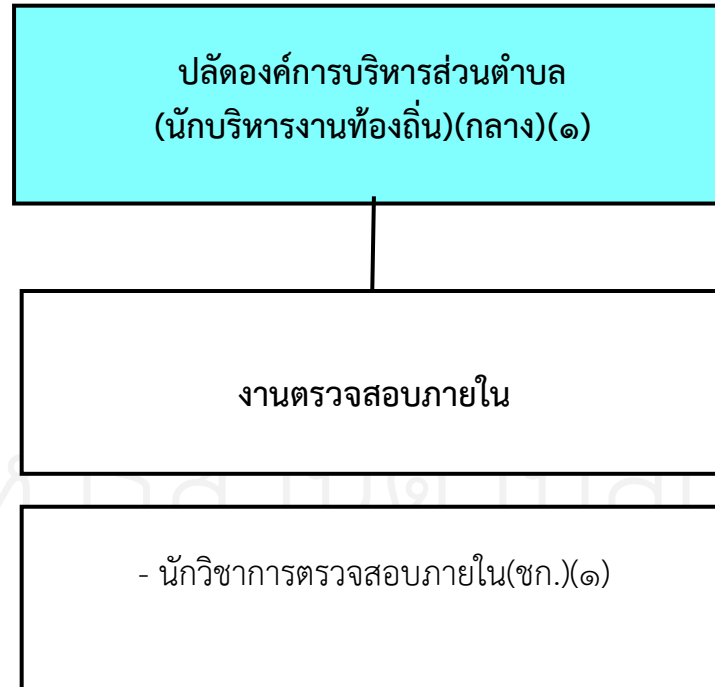 ปลัดองค์การบริหารส่วนตำบล
(นักบริหารงานท้องถิ่น)(กลาง)(๑)
งานตรวจสอบภายใน
- นักวิชาการตรวจสอบภายใน(ชก.)(๑)